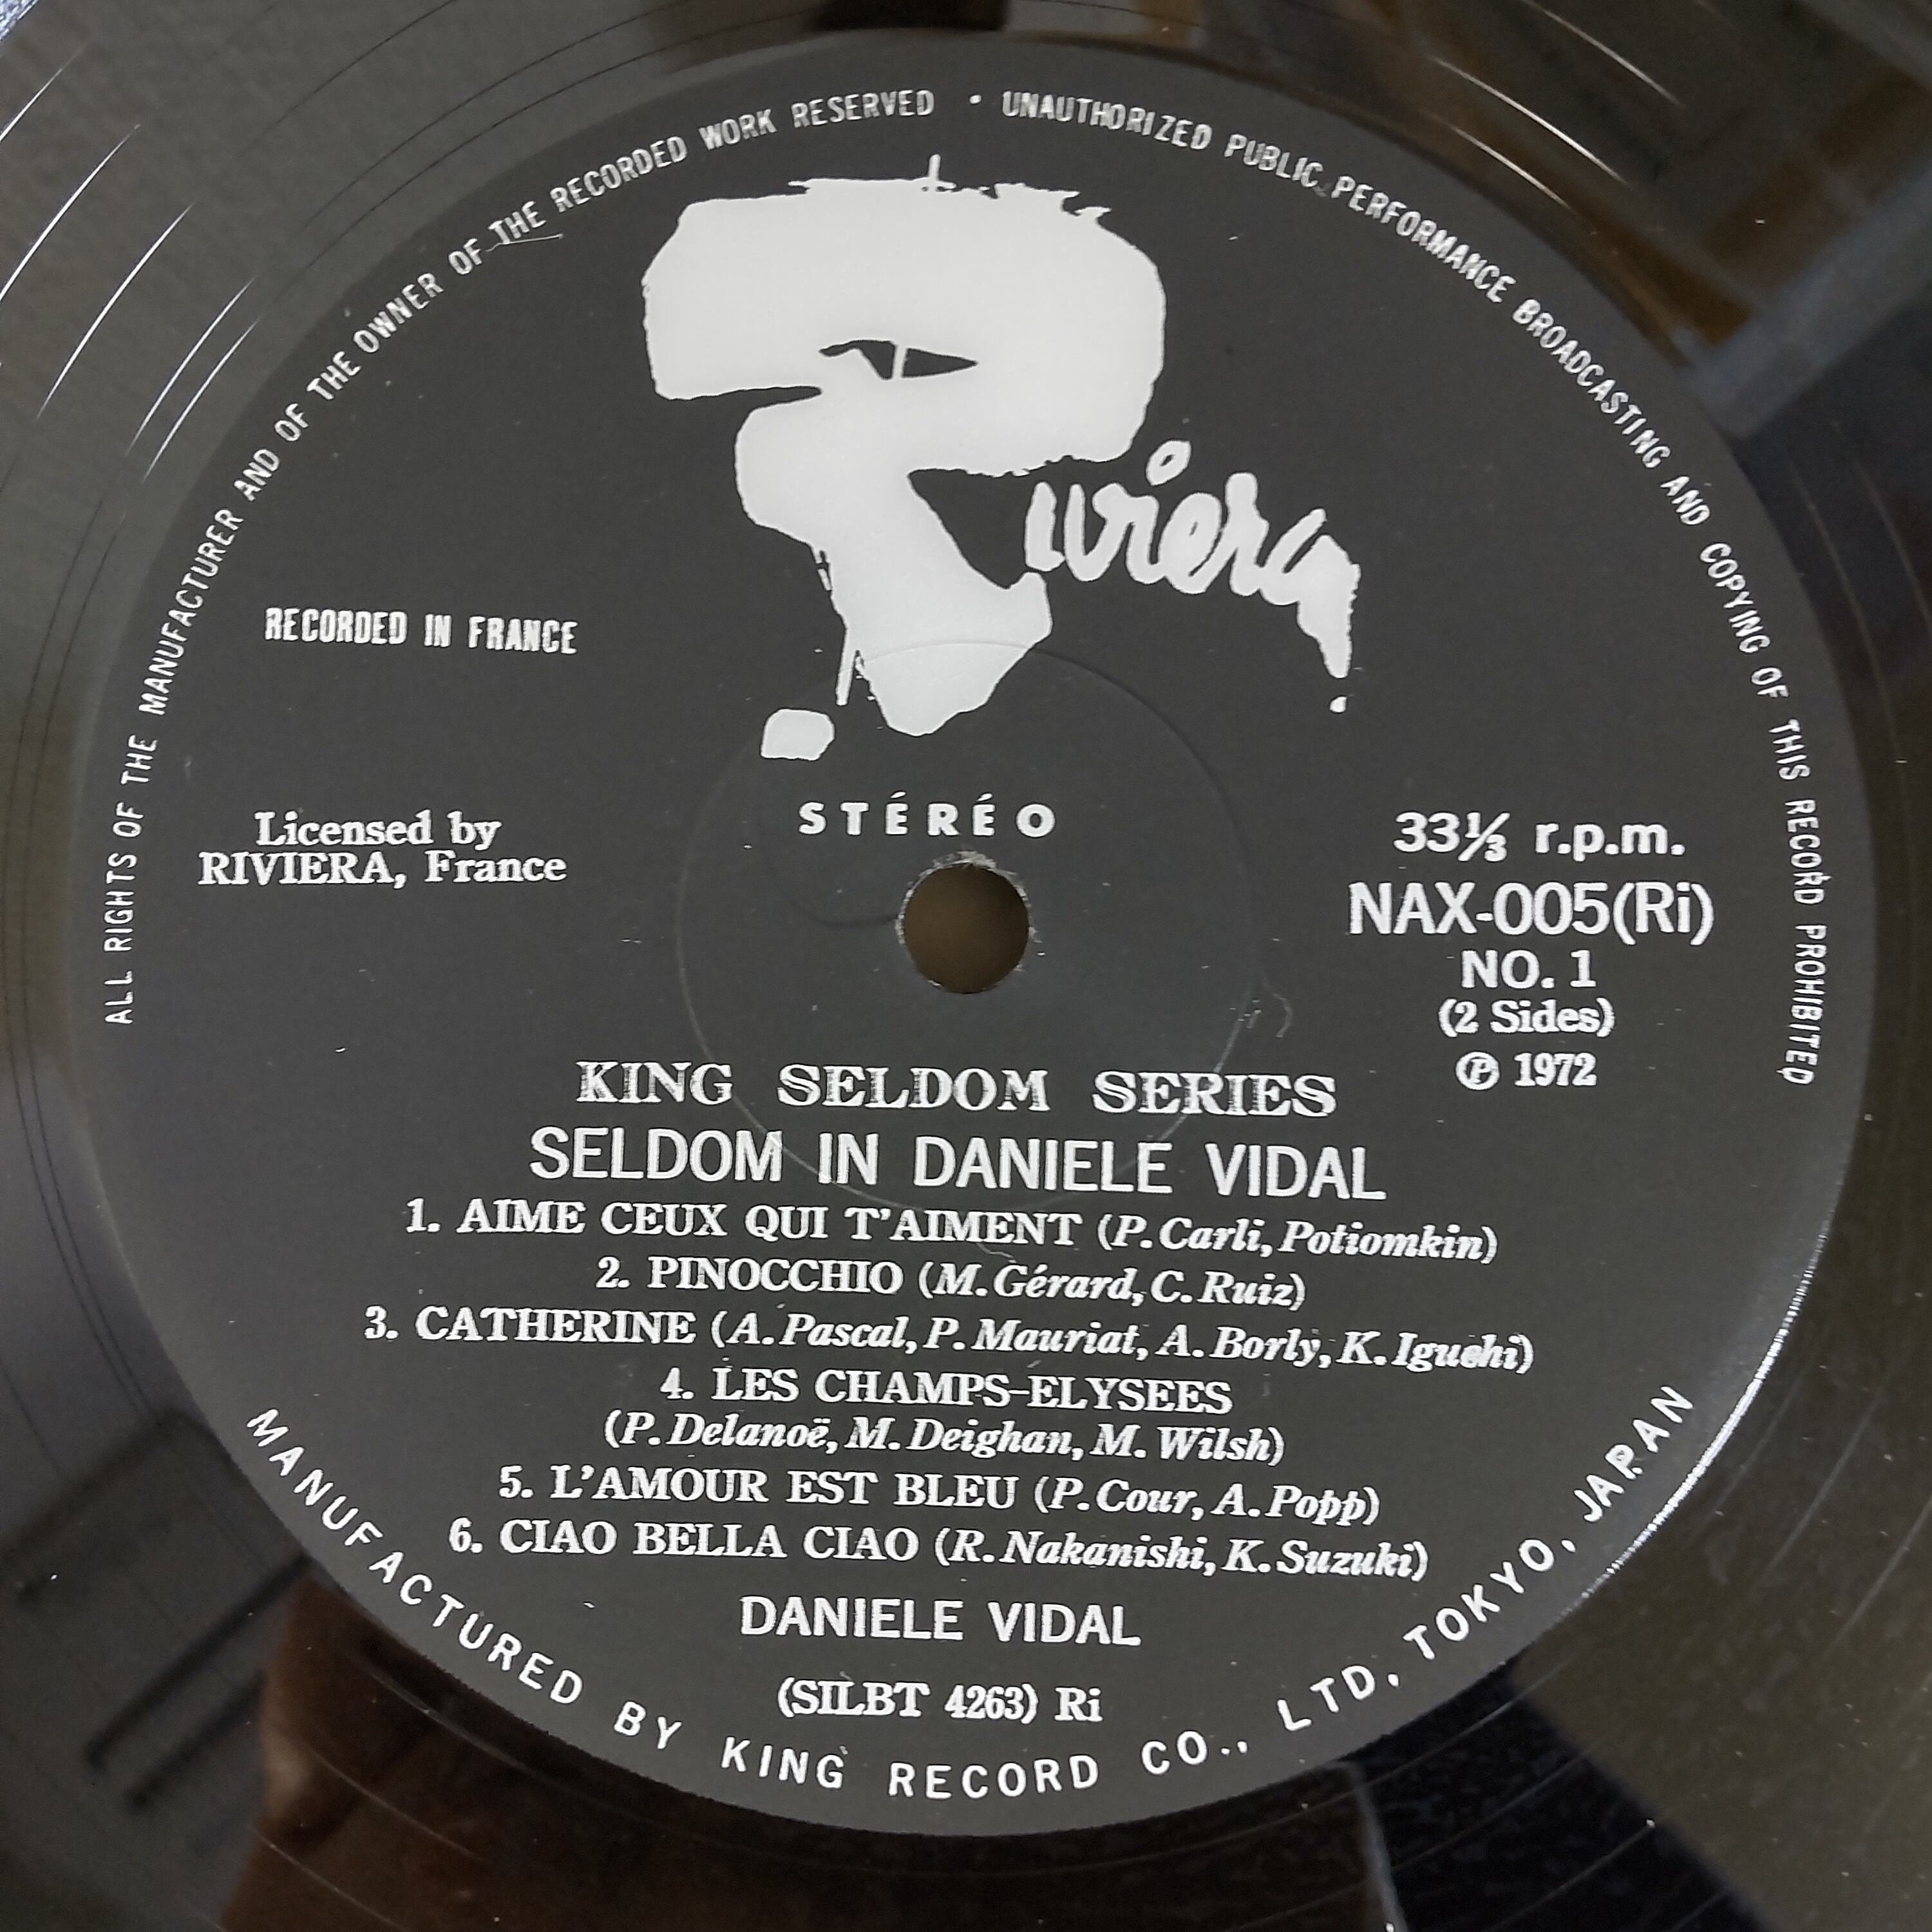 ALL RIGHTS OF THE MANUFACTURER AND OF THE OWNER OF THE RECORDED WORK RESERVED • UNAUTHORIZED PUBLIC PERFORMANCE BROADCASTING AND COPYING OF THIS RECORD PROHIBITED
Riviera
RECORDED IN FRANCE
STÉRÉO
Licensed by
RIVIERA, France
33⅓ r.p.m.
NAX-005(Ri)
NO. 1
(2 Sides)
Ⓟ 1972
KING SELDOM SERIES
SELDOM IN DANIELE VIDAL
1. AIME CEUX QUI T'AIMENT (P. Carli, Potiomkin)
2. PINOCCHIO (M. Gérard, C. Ruiz)
3. CATHERINE (A. Pascal, P. Mauriat, A. Borly, K. Iguchi)
4. LES CHAMPS-ELYSEES
(P. Delanoë, M. Deighan, M. Wilsh)
5. L'AMOUR EST BLEU (P. Cour, A. Popp)
6. CIAO BELLA CIAO (R. Nakanishi, K. Suzuki)
DANIELE VIDAL
(SILBT 4263) Ri
MANUFACTURED BY KING RECORD CO., LTD, TOKYO, JAPAN